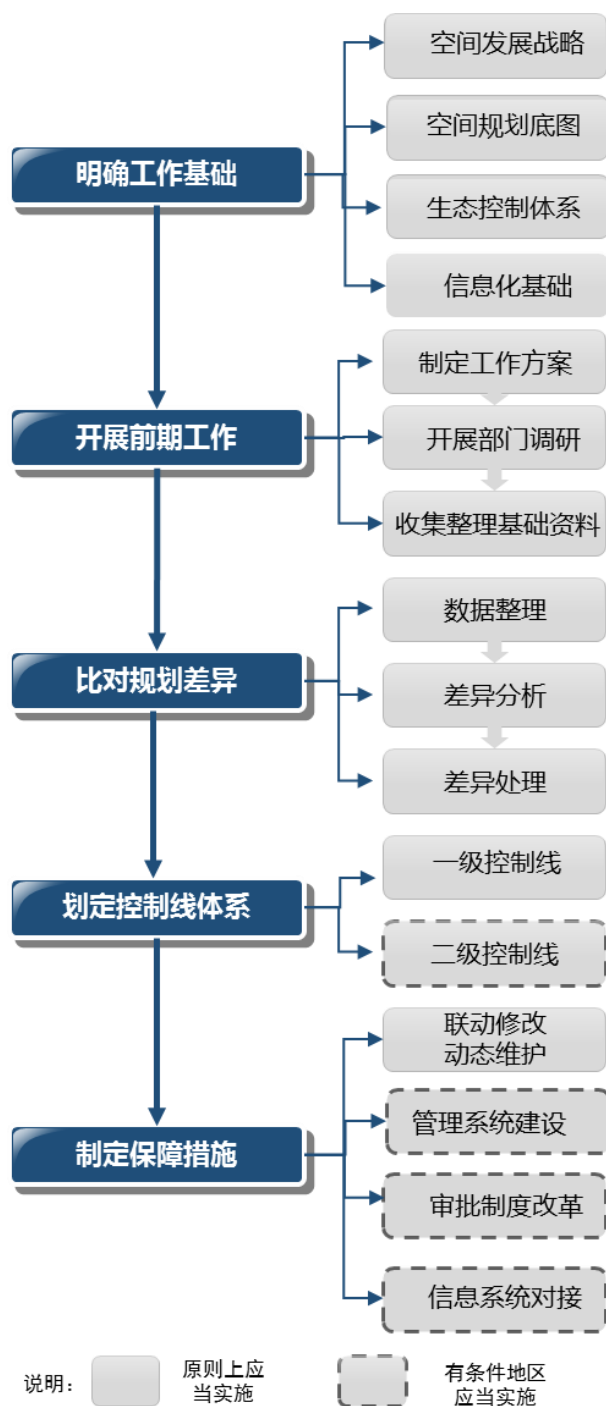 明确工作基础
空间发展战略
空间规划底图
生态控制体系
信息化基础
开展前期工作
制定工作方案
开展部门调研
收集整理基础资料
比对规划差异
数据整理
差异分析
差异处理
划定控制线体系
一级控制线
二级控制线
制定保障措施
联动修改
动态维护
管理系统建设
审批制度改革
信息系统对接
说明：
原则上应
当实施
有条件地区
应当实施